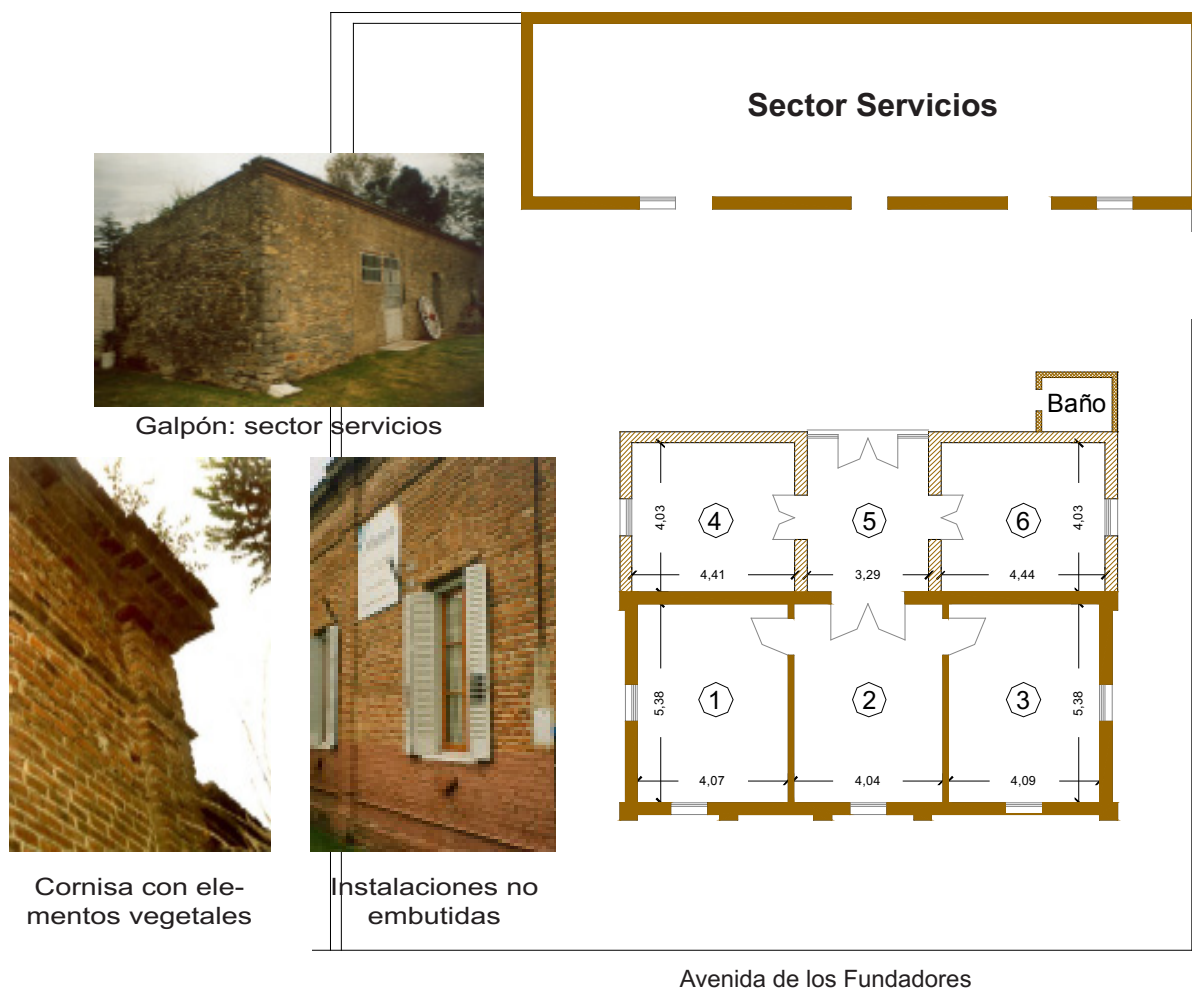 Sector Servicios
Galpón: sector servicios
Baño
4
5
6
4,03
4,03
4,41
3,29
4,44
1
2
3
5,38
5,38
4,07
4,04
4,09
Cornisa con ele-
mentos vegetales
Instalaciones no
embutidas
Avenida de los Fundadores